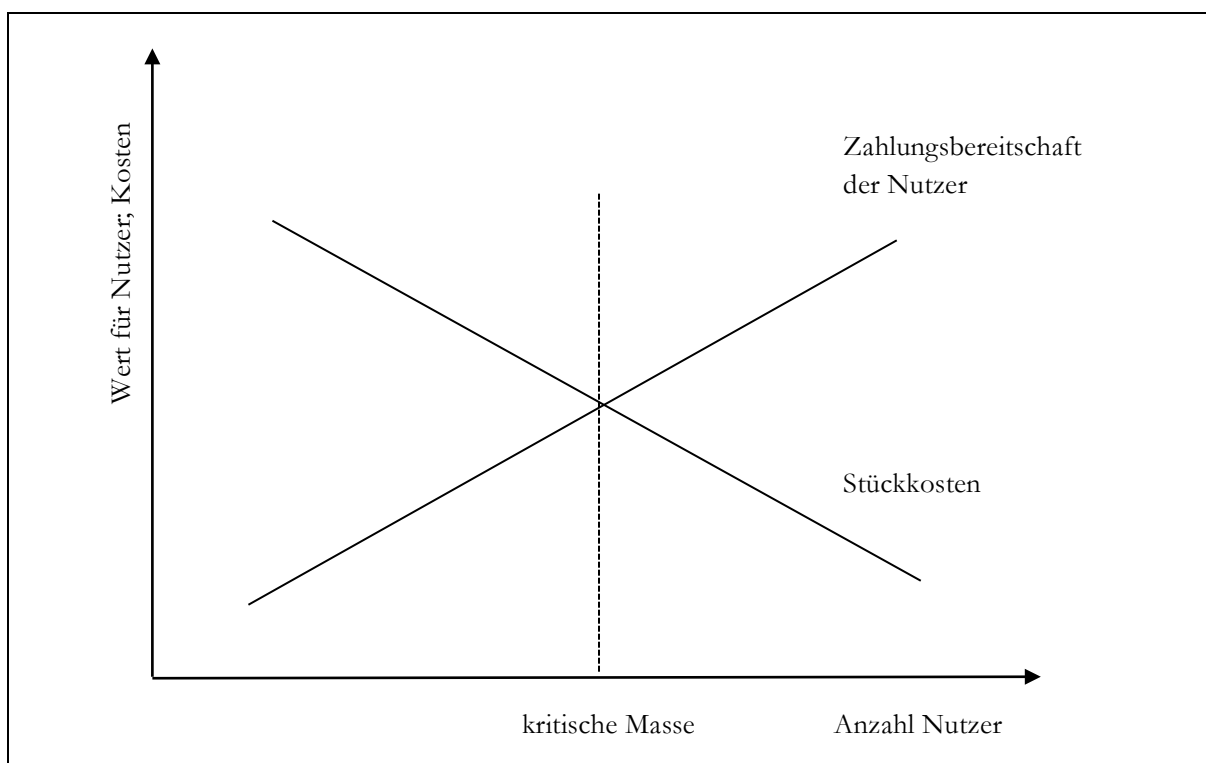 Wert für Nutzer; Kosten
Zahlungsbereitschaft
der Nutzer
Stückkosten
kritische Masse
Anzahl Nutzer